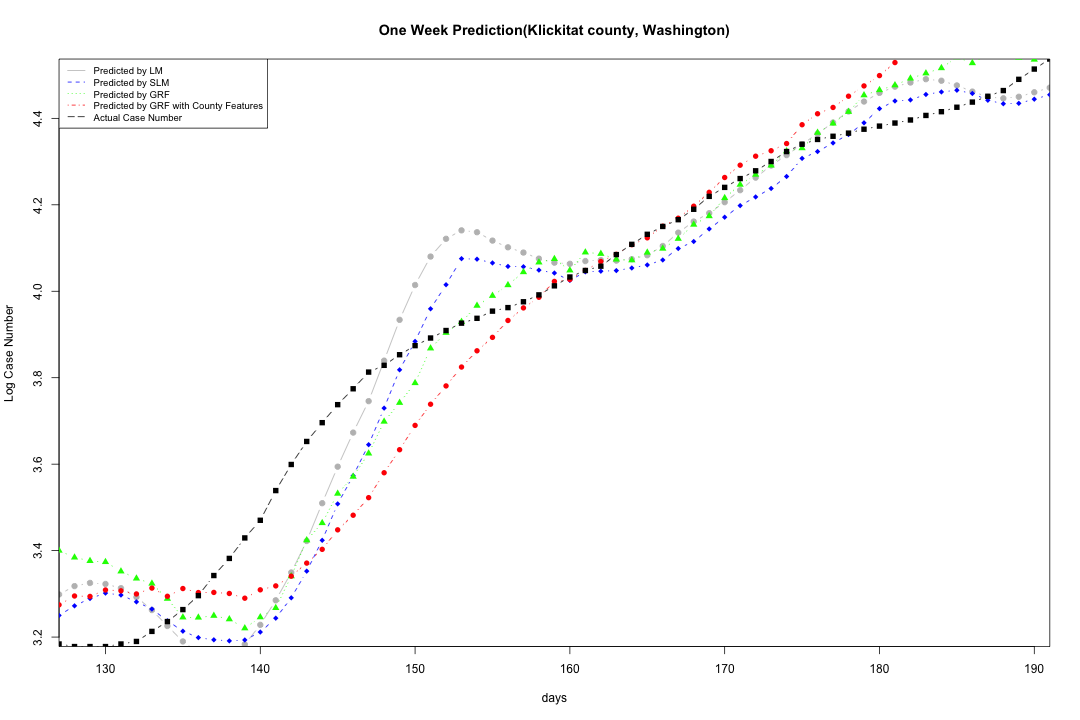 One Week Prediction(Klickitat county, Washington)
Predicted by LM
Predicted by SLM
Predicted by GRF
Predicted by GRF with County Features
Actual Case Number
4.4
4.2
4.0
3.8
3.6
3.4
3.2
Log Case Number
130 140 150 160 170 180 190
days